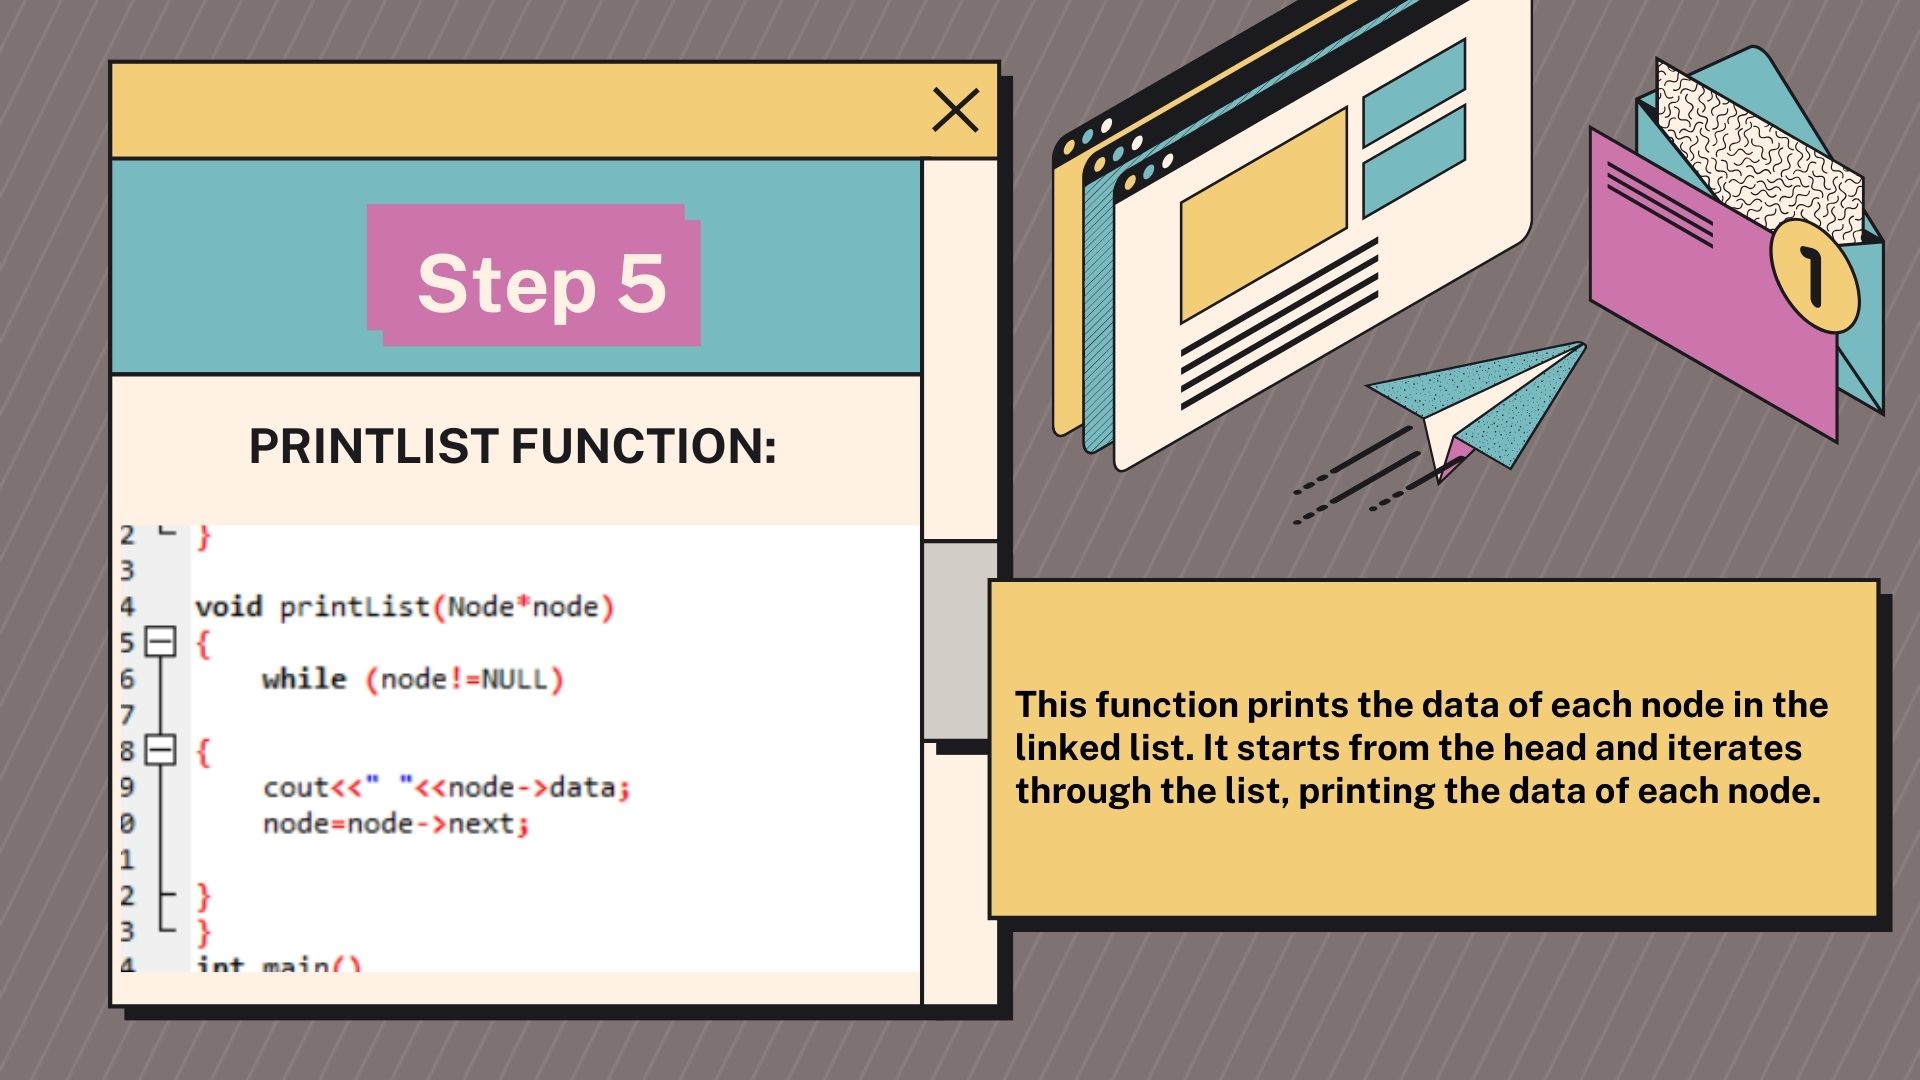 Step 5
PRINTLIST FUNCTION:
2 }
3
4 void printList(Node*node)
5 {
6 while (node!=NULL)
7
8 {
9 cout<<" "<<node->data;
0 node=node->next;
1
2 }
3 }
4 int main()
1
This function prints the data of each node in the
linked list. It starts from the head and iterates
through the list, printing the data of each node.